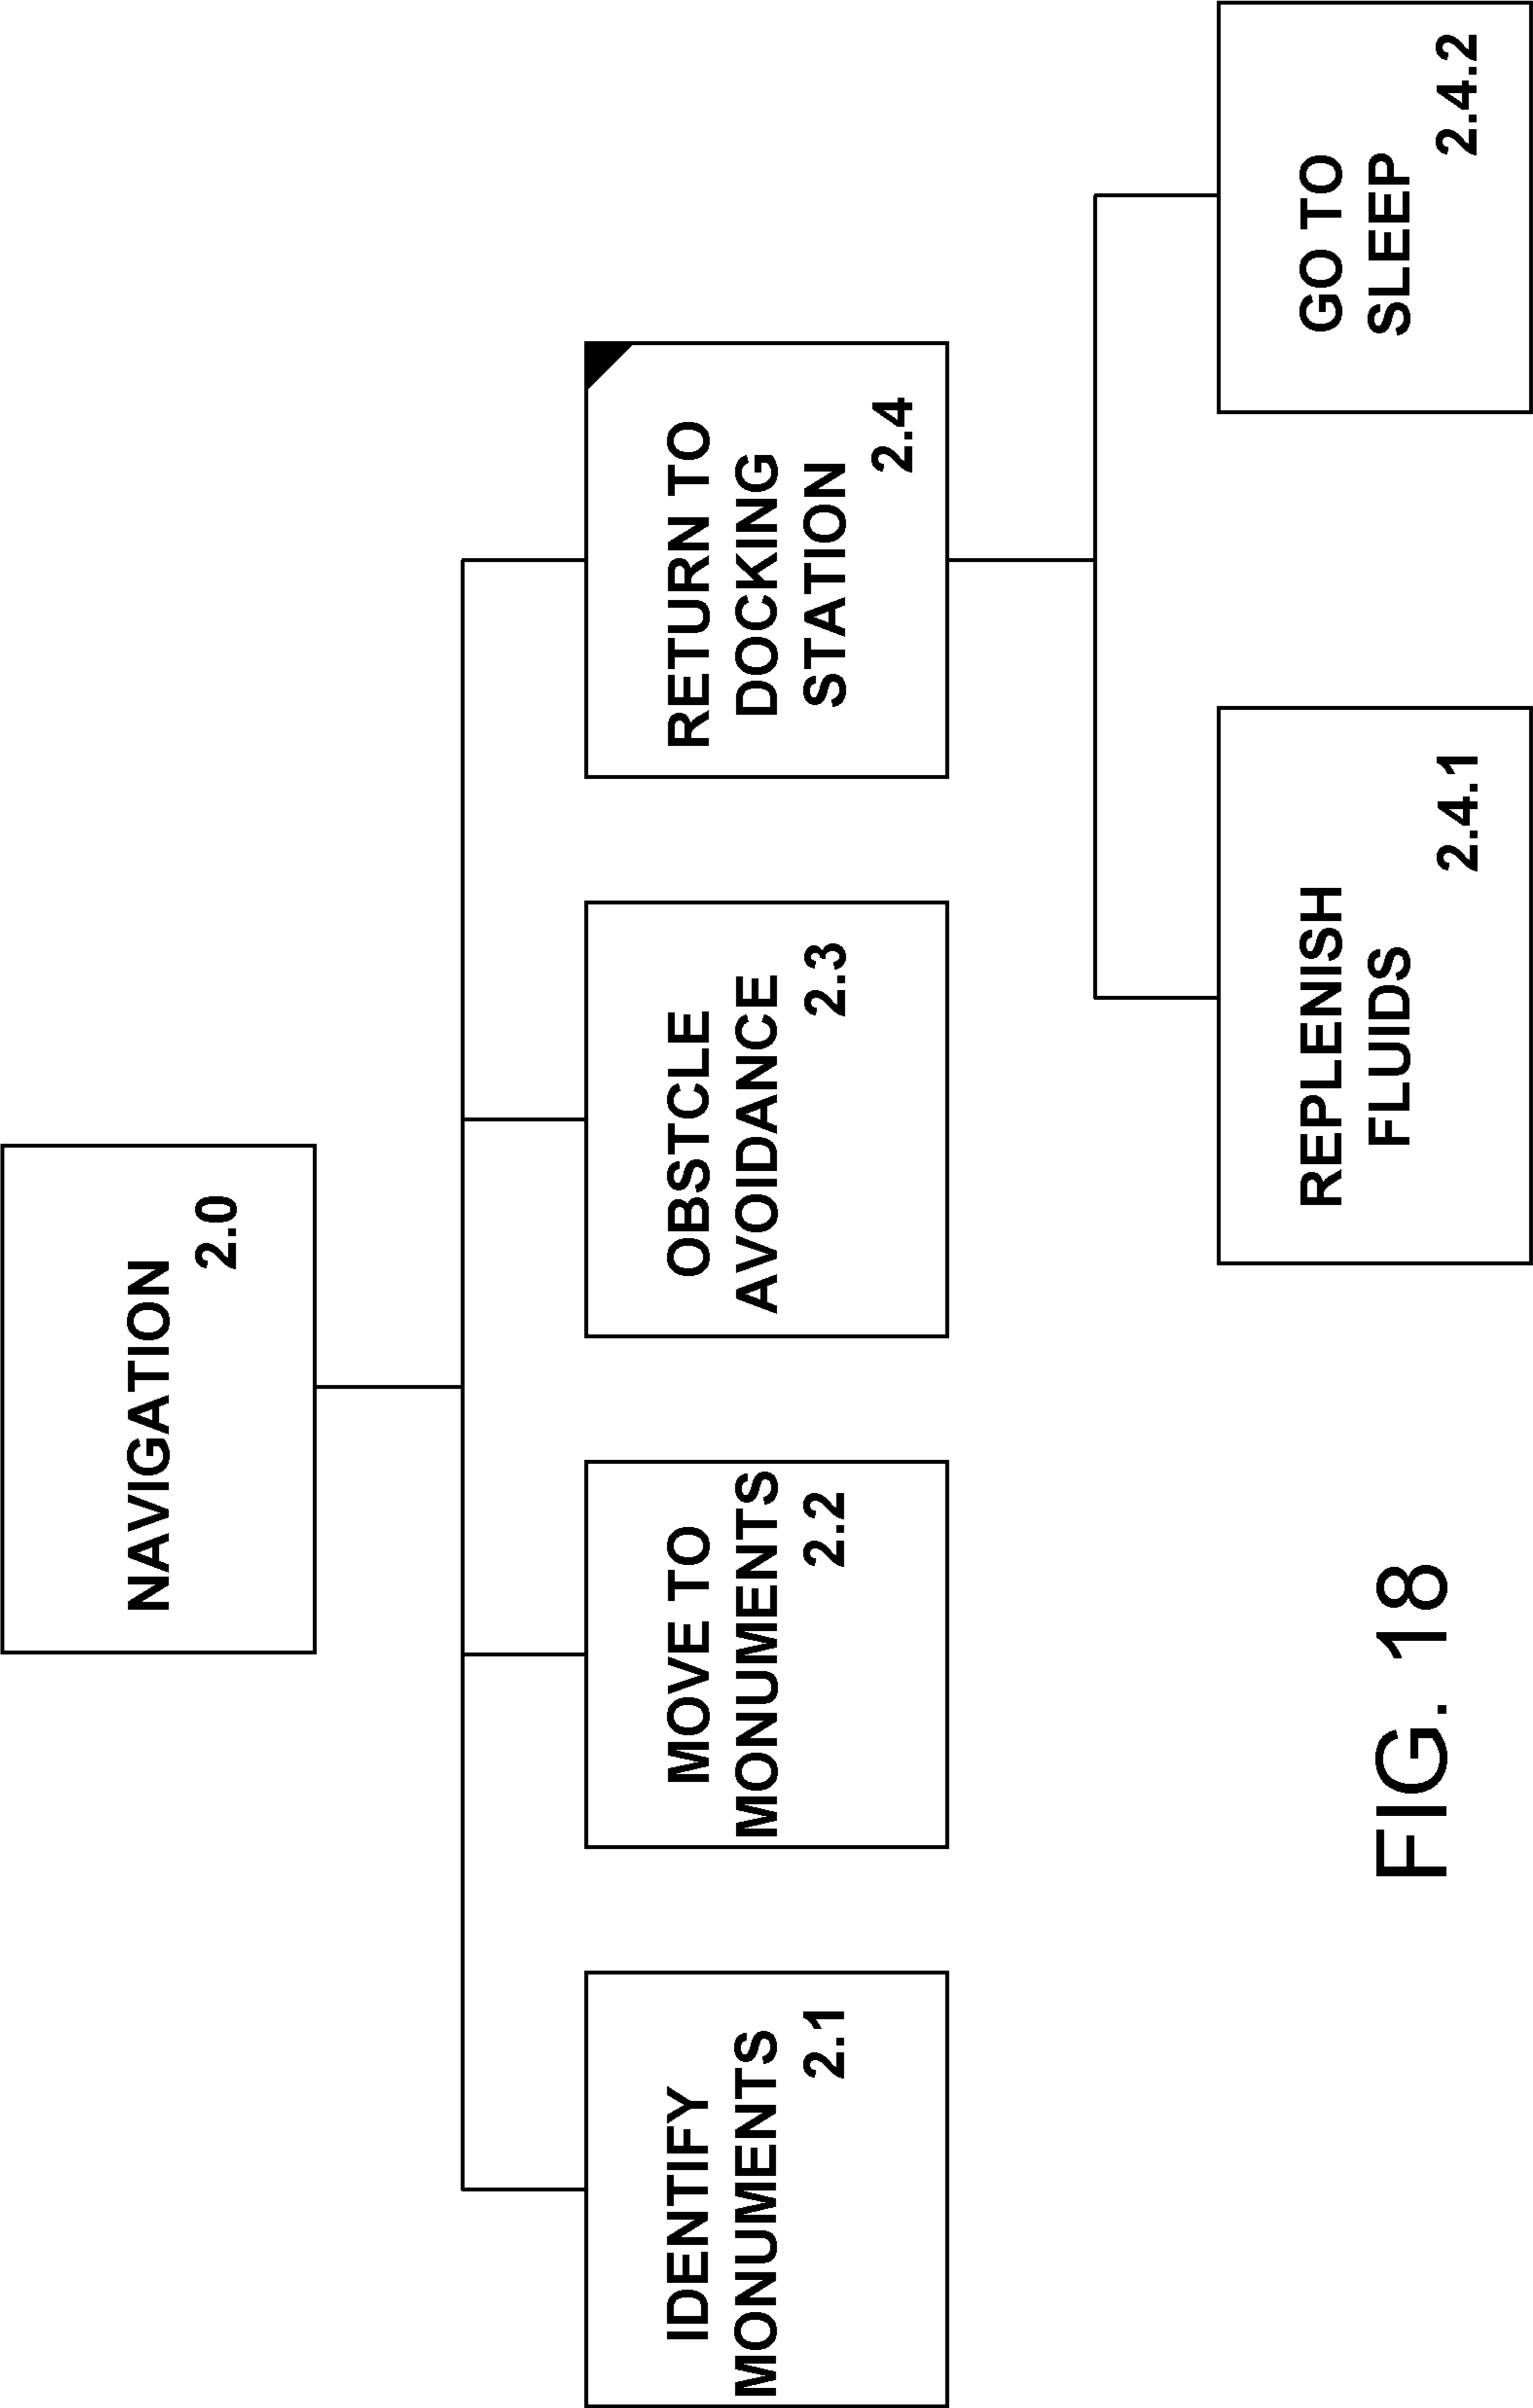 NAVIGATION
2.0
IDENTIFY
MONUMENTS
2.1
MOVE TO
MONUMENTS
2.2
OBSTCLE
AVOIDANCE
2.3
RETURN TO
DOCKING
STATION
2.4
REPLENISH
FLUIDS
2.4.1
GO TO
SLEEP
2.4.2
FIG. 18